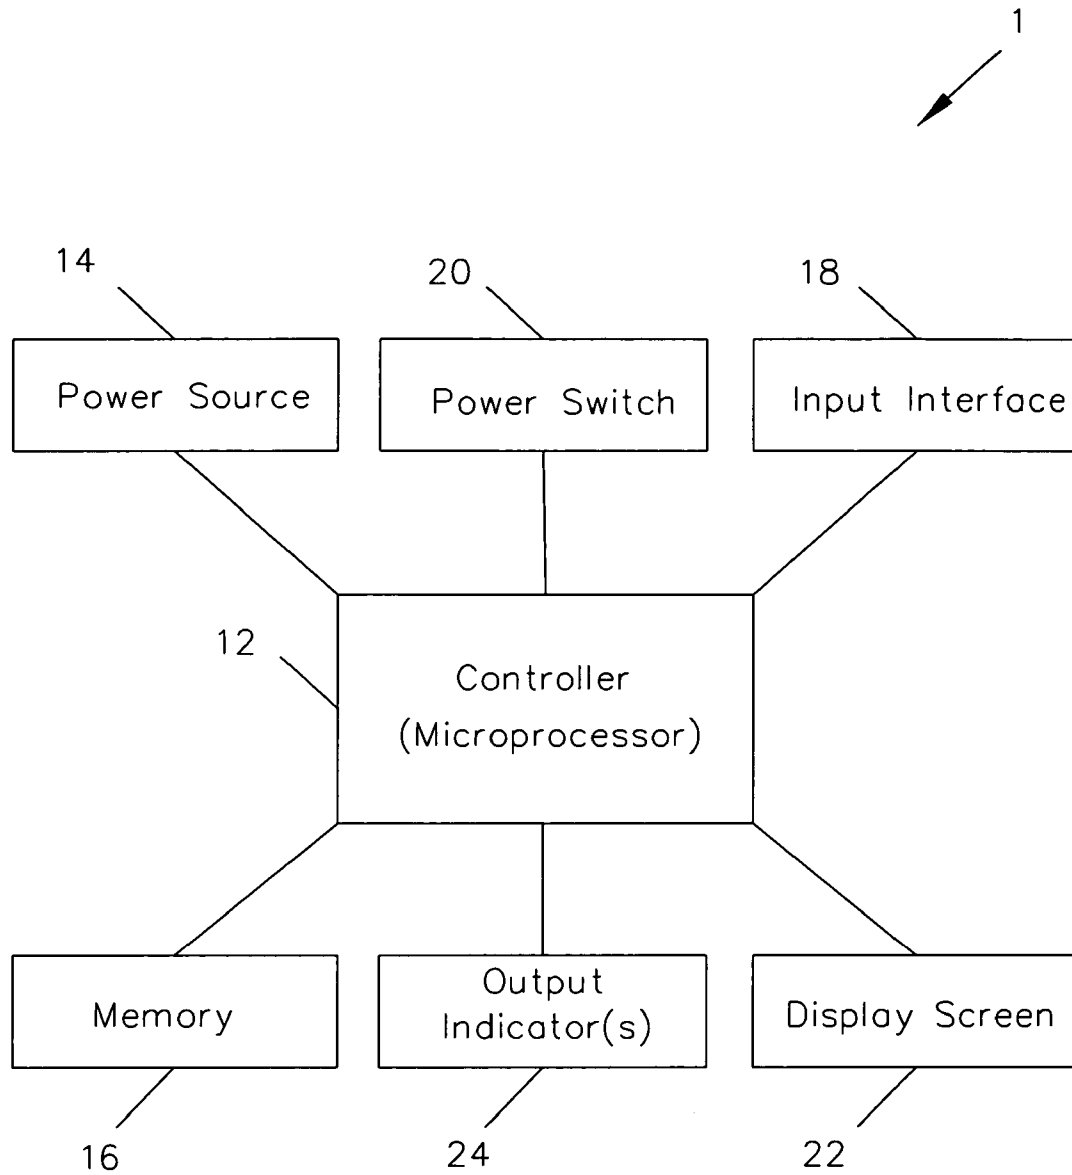 1
14
20
18
Power Source
Power Switch
Input Interface
12
Controller
(Microprocessor)
Memory
Output
Indicator(s)
Display Screen
16
24
22